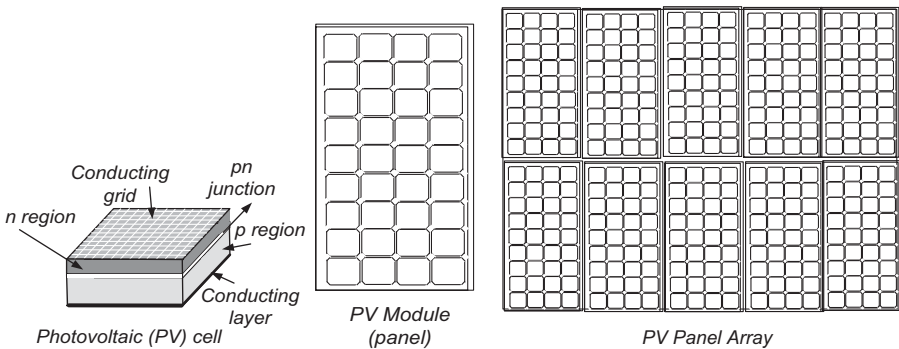 Conducting
grid
pn
junction
n region
p region
Conducting
layer
Photovoltaic (PV) cell
PV Module
(panel)
PV Panel Array